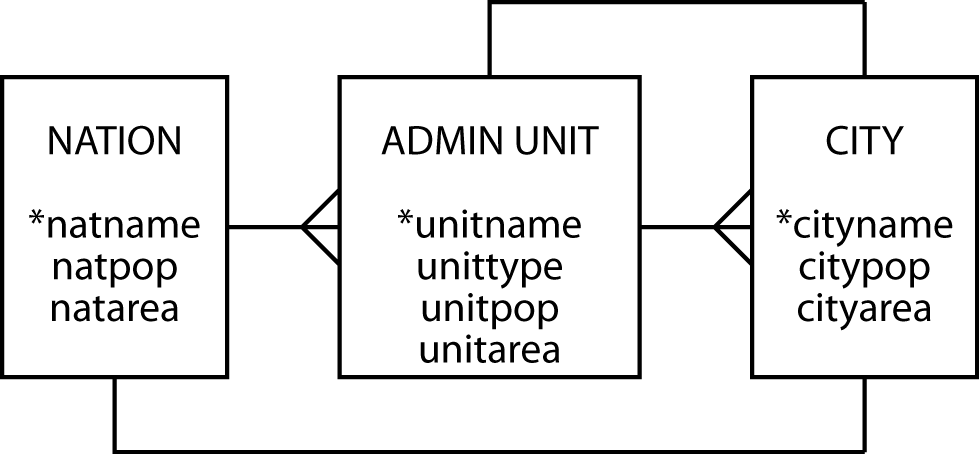 NATION
*natname
natpop
natarea
ADMIN UNIT
*unitname
unittype
unitpop
unitarea
CITY
*cityname
citypop
cityarea